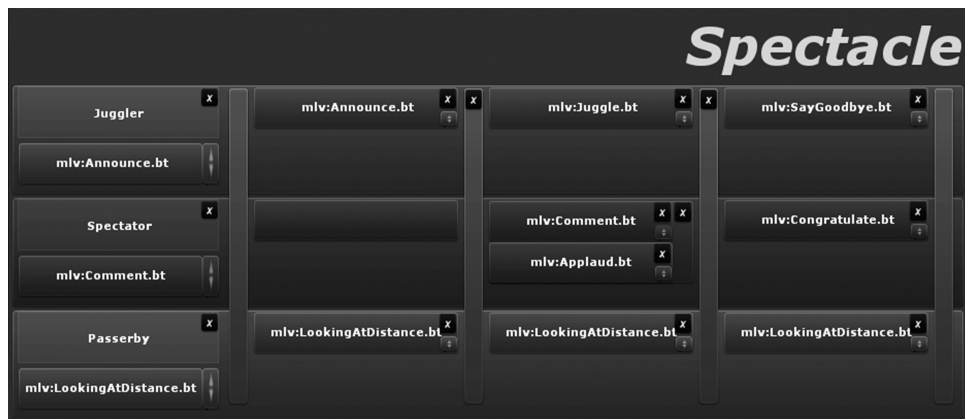 Spectacle
Juggler
x
mlv:Announce.bt
mlv:Announce.bt
x
x
mlv:Juggle.bt
x
x
mlv:SayGoodbye.bt
x
Spectator
x
mlv:Comment.bt
mlv:Comment.bt
x
x
mlv:Applaud.bt
x
mlv:Congratulate.bt
x
Passerby
x
mlv:LookingAtDistance.bt
mlv:LookingAtDistance.bt
x
mlv:LookingAtDistance.bt
x
mlv:LookingAtDistance.bt
x